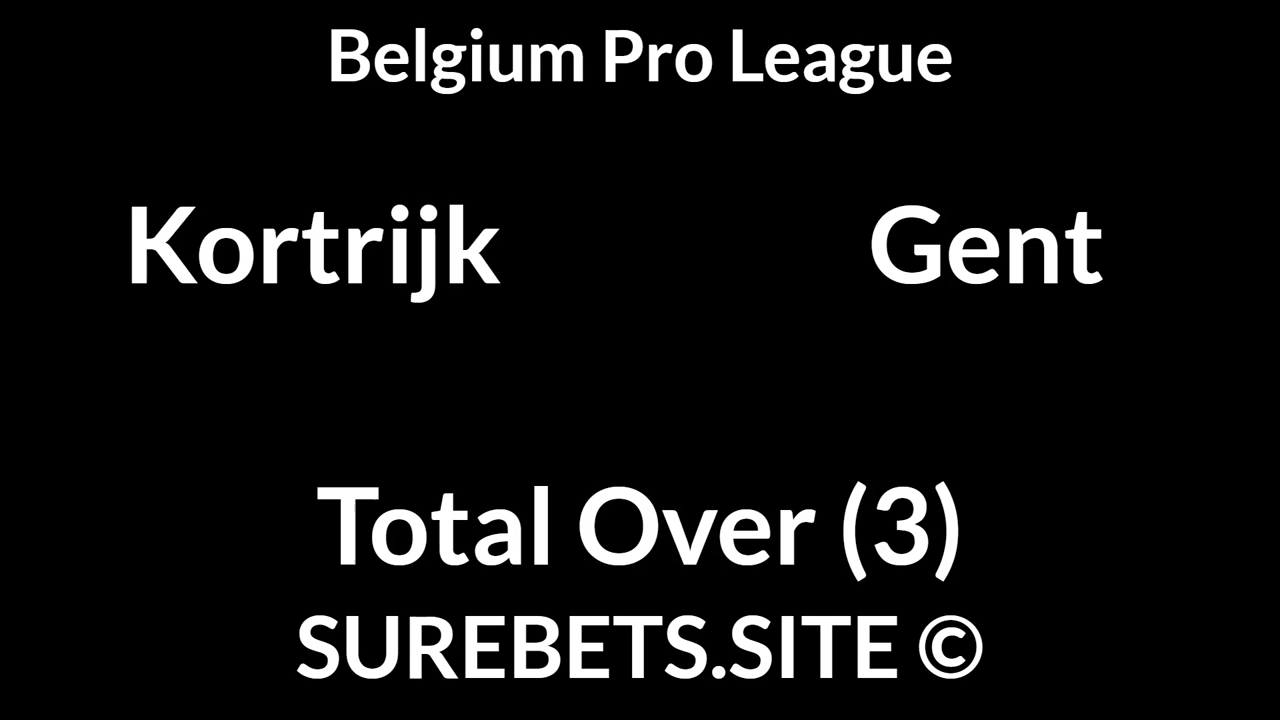 Belgium Pro League
Kortrijk Gent
Total Over (3)
SUREBETS.SITE ©